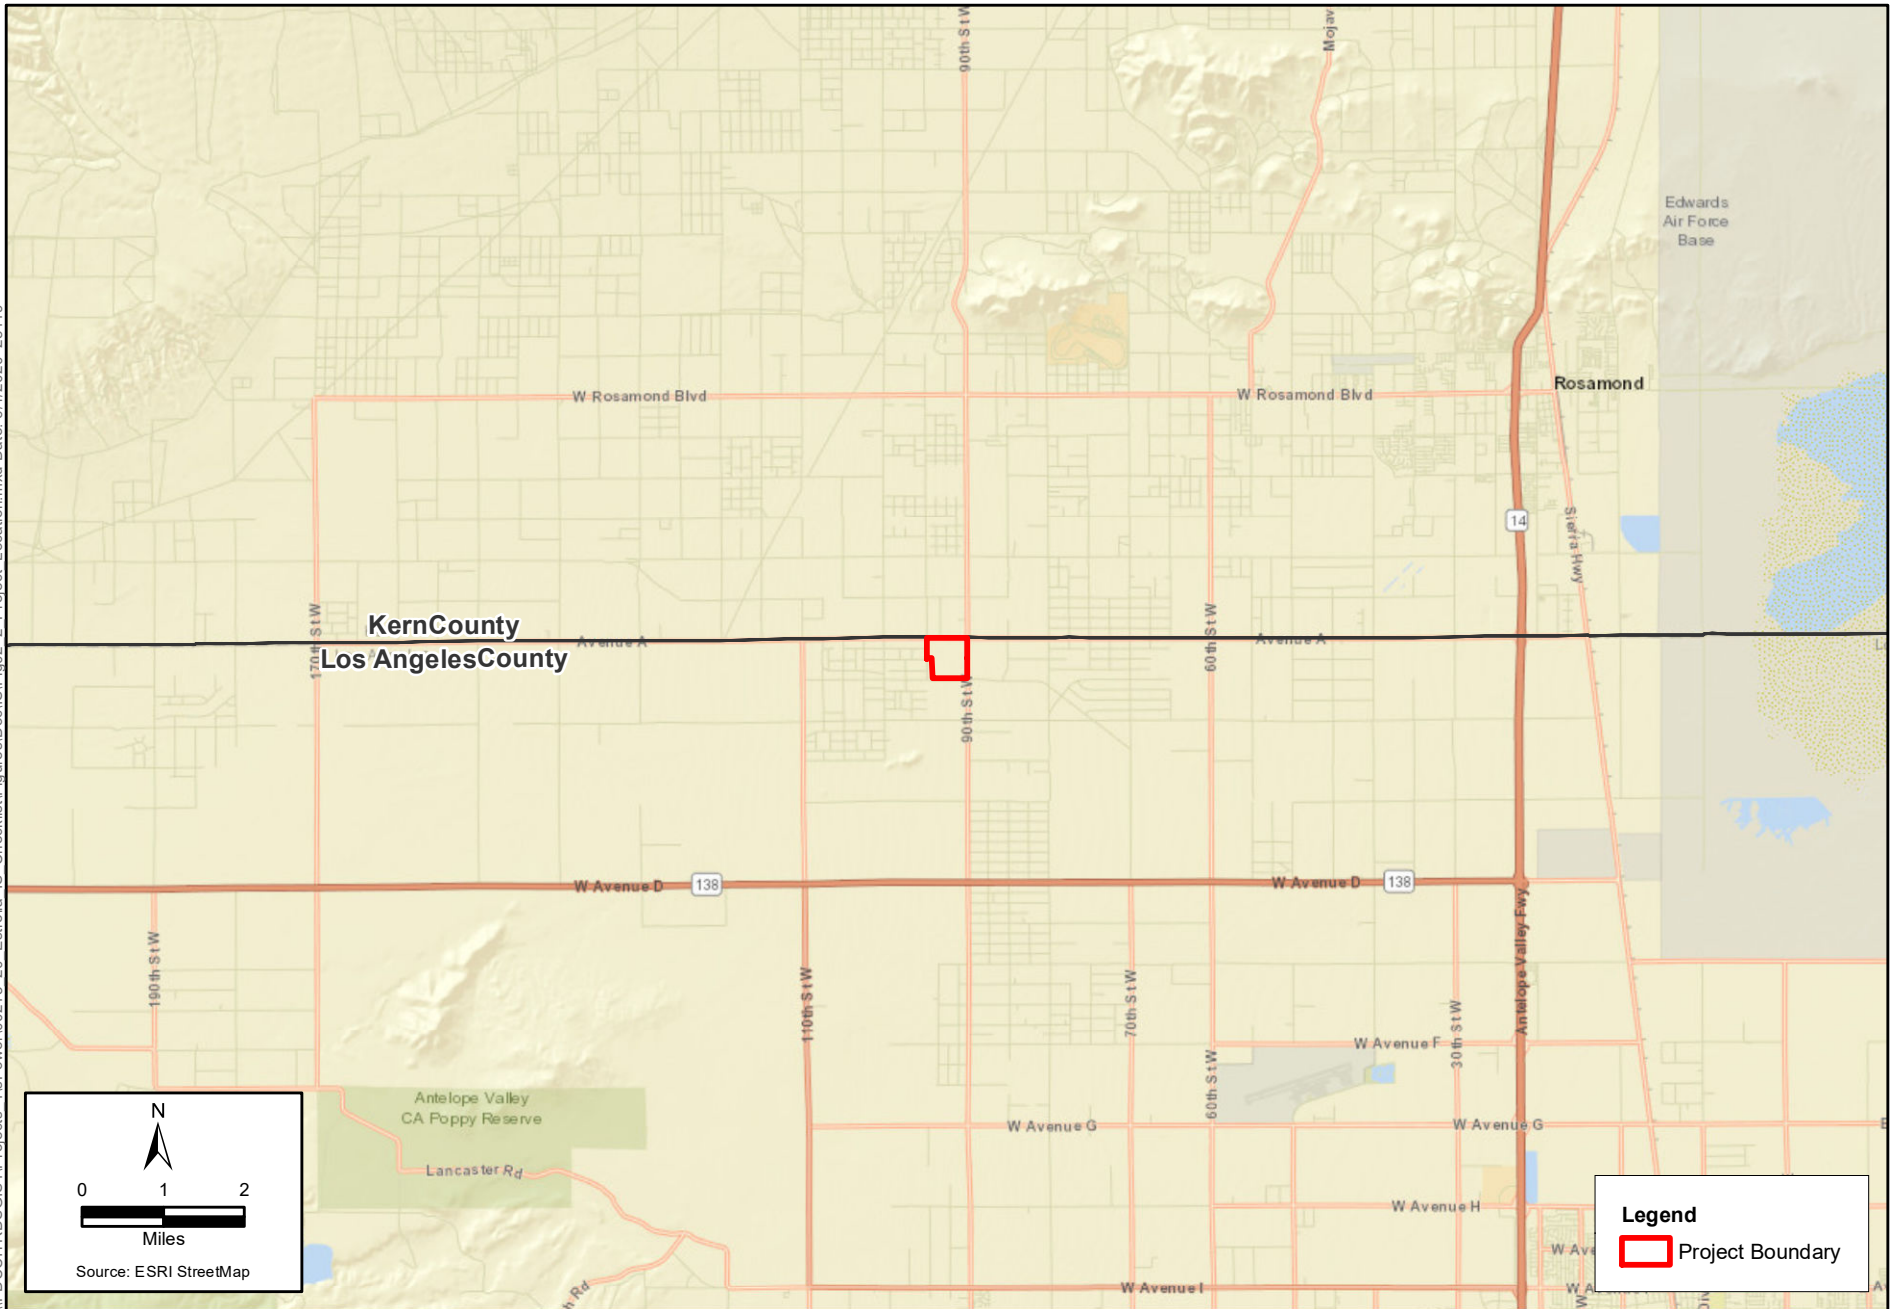 90th St W
Mojav
Edwards
Air Force
Base
W Rosamond Blvd
W Rosamond Blvd
Rosamond
14
Sierra Hwy
170th St W
KernCounty
Avenue A
Los AngelesCounty
60th St W
Avenue A
90th St W
W Avenue D
138
W Avenue D
138
190th St W
110th St W
70th St W
Antelope Valley Fwy
30th St W
W Avenue F
60th St W
Antelope Valley
CA Poppy Reserve
W Avenue G
W Avenue G
Lancaster Rd
W Avenue H
W Ave
W Avenue I
N
0 1 2
Miles
Source: ESRI StreetMap
Legend
Project Boundary